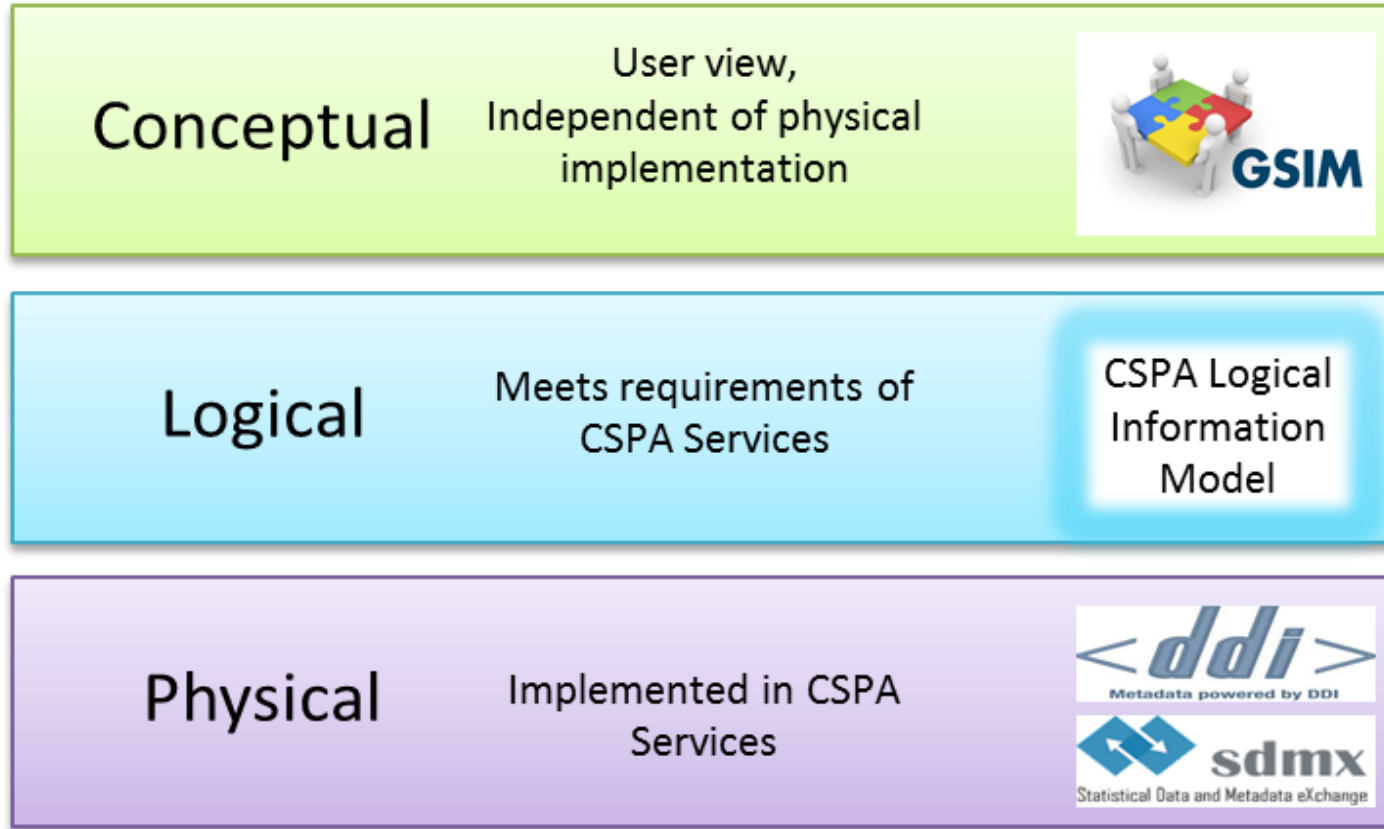 Conceptual
User view,
Independent of physical
implementation
GSIM
Logical
Meets requirements of
CSPA Services
CSPA Logical
Information
Model
Physical
Implemented in CSPA
Services
<ddi>
Metadata powered by DDI
sdmx
Statistical Data and Metadata eXchange